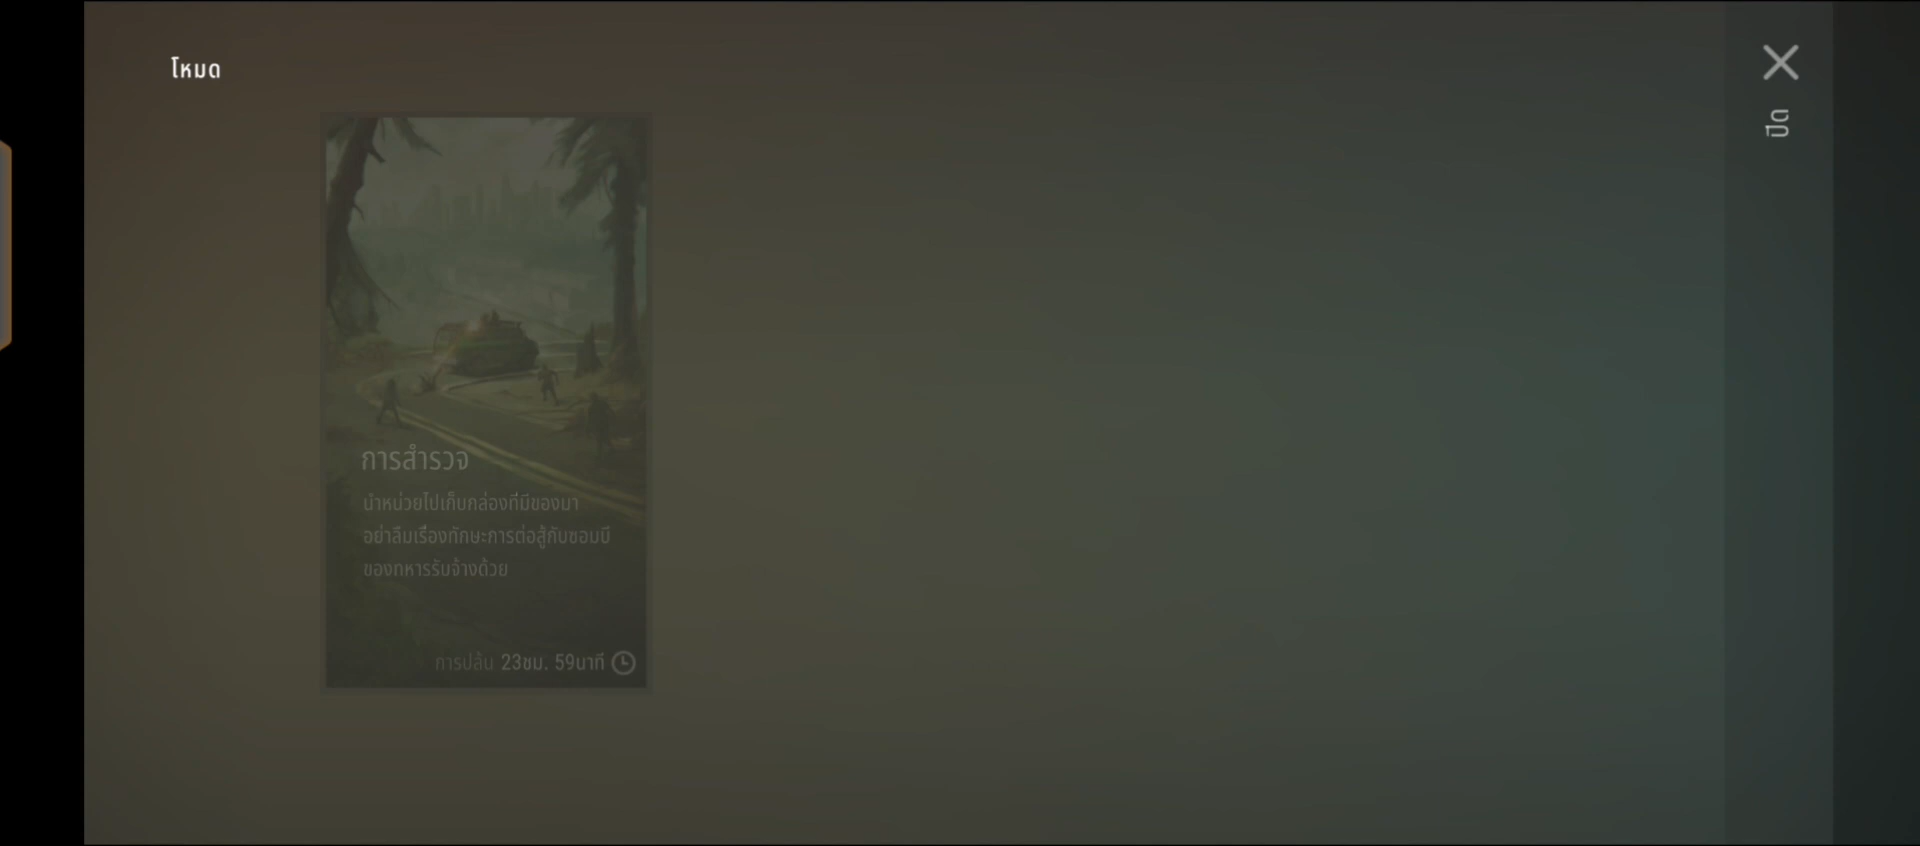 โหมด
ปิด
การสำรวจ
นำหน่วยไปเก็บกล่องที่มีของมา
อย่าลืมเรื่องทักษะการต่อสู้กับซอมบี
ของทหารรับจ้างด้วย
การปล้น 23ชม. 59นาที